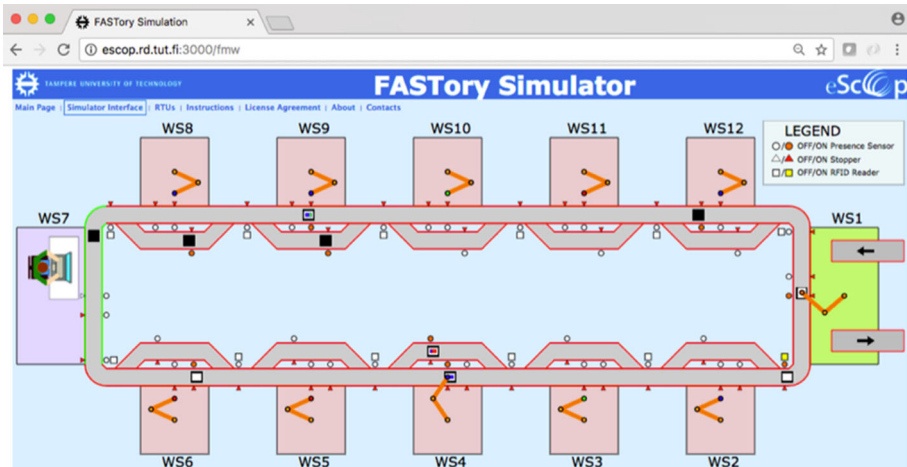 FASTory Simulation
escop.rd.tut.fi:3000/fmw
TAMPERE UNIVERSITY OF TECHNOLOGY
FASTory Simulator
eScop
Main Page | Simulator Interface | RTUs | Instructions | License Agreement | About | Contacts
WS8 WS9 WS10 WS11 WS12
LEGEND
OFF/ON Presence Sensor
OFF/ON Stopper
OFF/ON RFID Reader
WS7 WS1
WS6 WS5 WS4 WS3 WS2